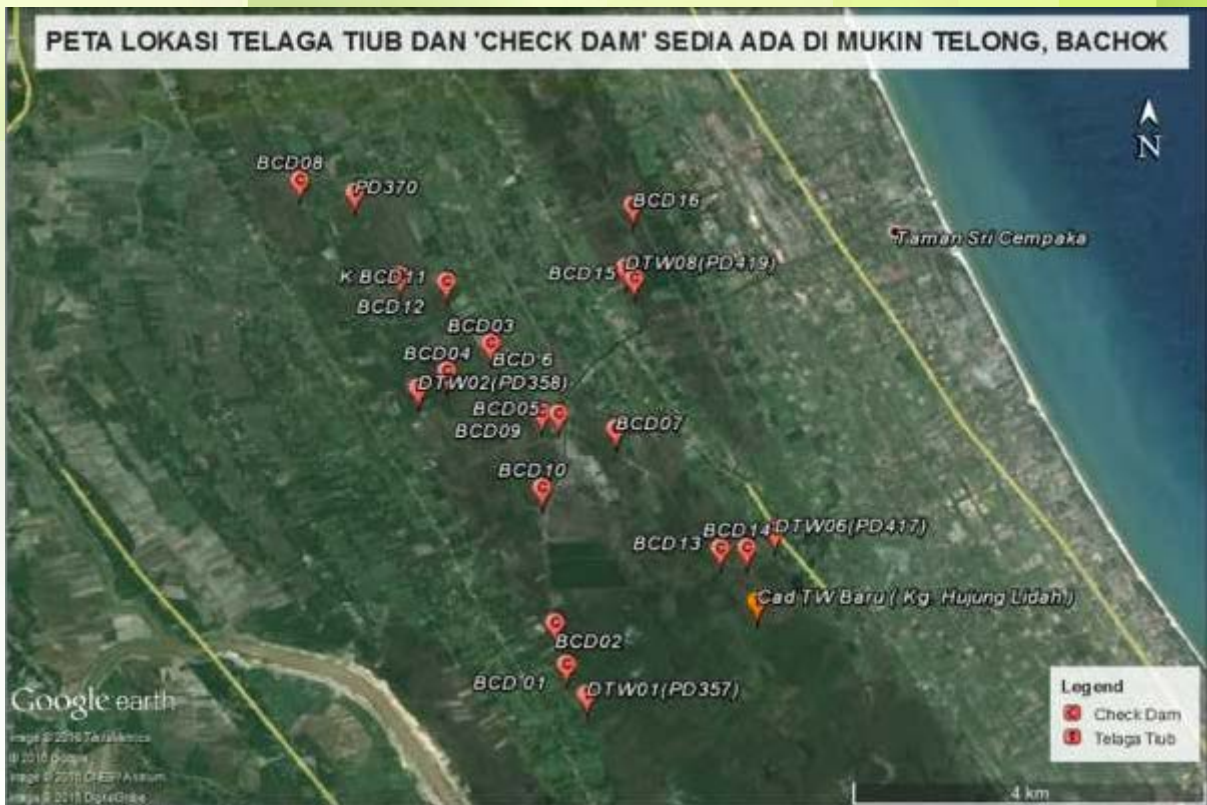 PETA LOKASI TELAGA TIUB DAN 'CHECK DAM' SEDIA ADA DI MUKIN TELONG, BACHOK
N
BCD08
PD370
BCD16
Taman Sri Cempaka
DTW08(PD419)
BCD15
K BCD11
BCD12
BCD03
BCD04
BCD 6
DTW02(PD358)
BCD05
BCD09
BCD07
BCD10
DTW06(PD417)
BCD14
BCD13
Cad TW Baru ( Kg. Hujung Lidah )
BCD02
BCD 01
DTW01(PD357)
Google earth
Legend
C Check Dam
Telaga Tiub
4 km